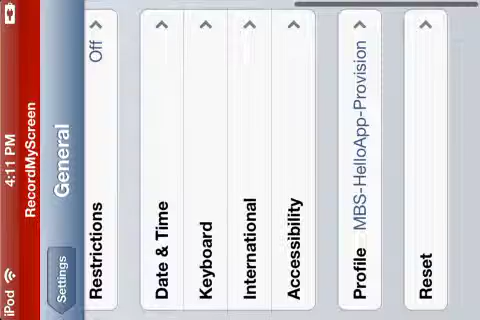 iPod 4:11 PM
RecordMyScreen
Settings General
Restrictions Off
Date & Time
Keyboard
International
Accessibility
Profile MBS-HelloApp-Provision
Reset